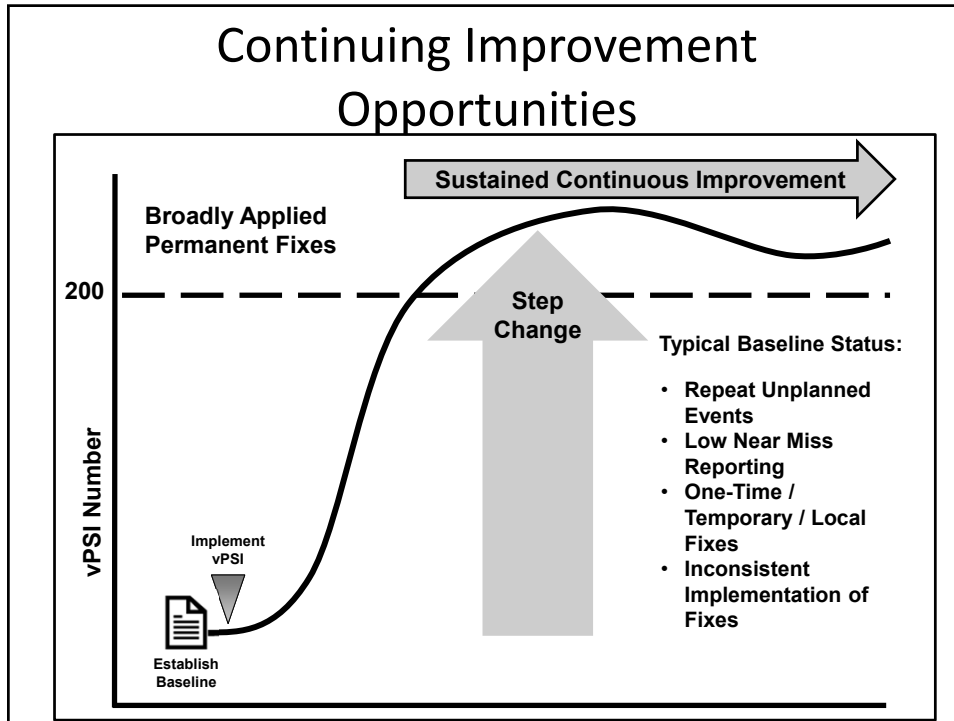 Continuing Improvement
Opportunities
Sustained Continuous Improvement
Broadly Applied
Permanent Fixes
200
Step
Change
Typical Baseline Status:
• Repeat Unplanned
Events
• Low Near Miss
Reporting
• One-Time /
Temporary / Local
Fixes
• Inconsistent
Implementation of
Fixes
vPSI Number
Implement
vPSI
Establish
Baseline